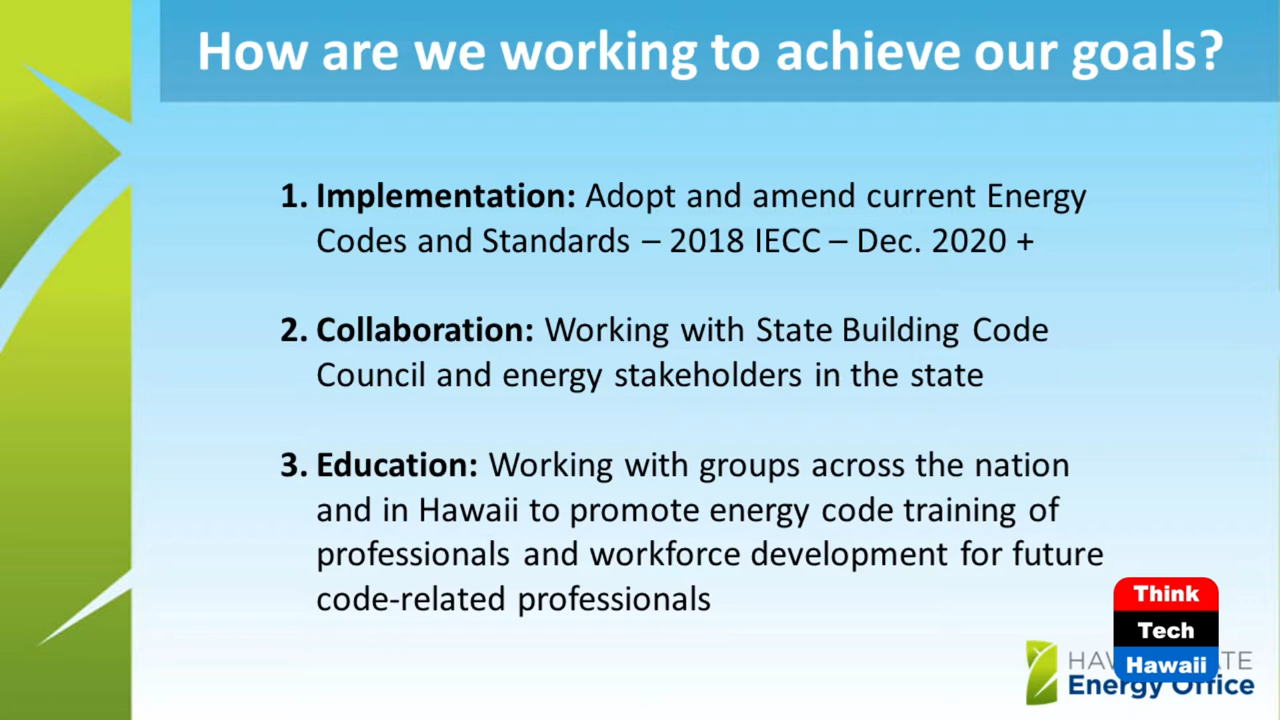 How are we working to achieve our goals?
1. Implementation: Adopt and amend current Energy
Codes and Standards – 2018 IECC – Dec. 2020 +
2. Collaboration: Working with State Building Code
Council and energy stakeholders in the state
3. Education: Working with groups across the nation
and in Hawaii to promote energy code training of
professionals and workforce development for future
code-related professionals
Think
Tech
Hawaii
Energy Office